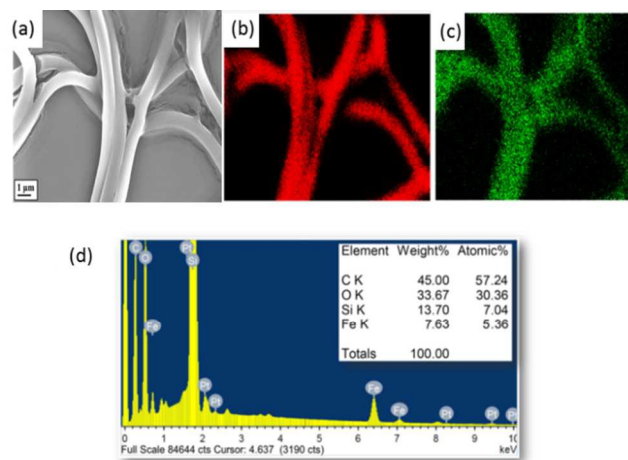 (a)
(b)
(c)
1 μm
(d)
Element Weight% Atomic%
C K 45.00 57.24
O K 33.67 30.36
Si K 13.70 7.04
Fe K 7.63 5.36
Totals 100.00
C
O
Fe
Pt
Si
Pt
Pt
Fe
Fe
Pt
Pt
Pt
0 1 2 3 4 5 6 7 8 9 10
Full Scale 84644 cts Cursor: 4.637 (3190 cts) keV